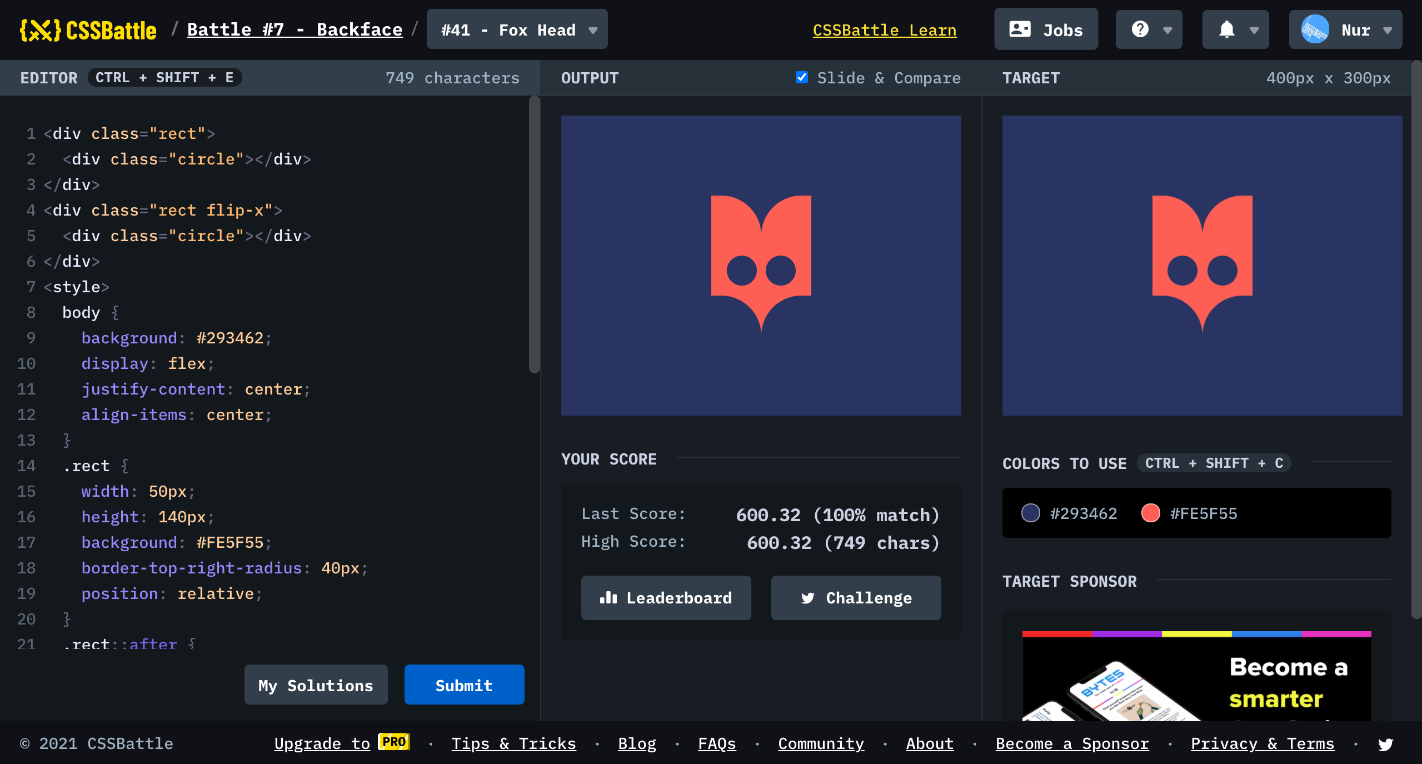 CSSBattle / Battle #7 - Backface / #41 - Fox Head CSSBattle Learn Jobs Nur
EDITOR CTRL + SHIFT + E 749 characters
1 <div class="rect">
2 <div class="circle"></div>
3 </div>
4 <div class="rect flip-x">
5 <div class="circle"></div>
6 </div>
7 <style>
8 body {
9 background: #293462;
10 display: flex;
11 justify-content: center;
12 align-items: center;
13 }
14 .rect {
15 width: 50px;
16 height: 140px;
17 background: #FE5F55;
18 border-top-right-radius: 40px;
19 position: relative;
20 }
21 .rect::after {
My Solutions Submit
OUTPUT Slide & Compare
YOUR SCORE
Last Score: 600.32 (100% match)
High Score: 600.32 (749 chars)
Leaderboard Challenge
TARGET 400px x 300px
COLORS TO USE CTRL + SHIFT + C
#293462 #FE5F55
TARGET SPONSOR
BYTES
Become a
smarter
© 2021 CSSBattle Upgrade to PRO · Tips & Tricks · Blog · FAQs · Community · About · Become a Sponsor · Privacy & Terms ·